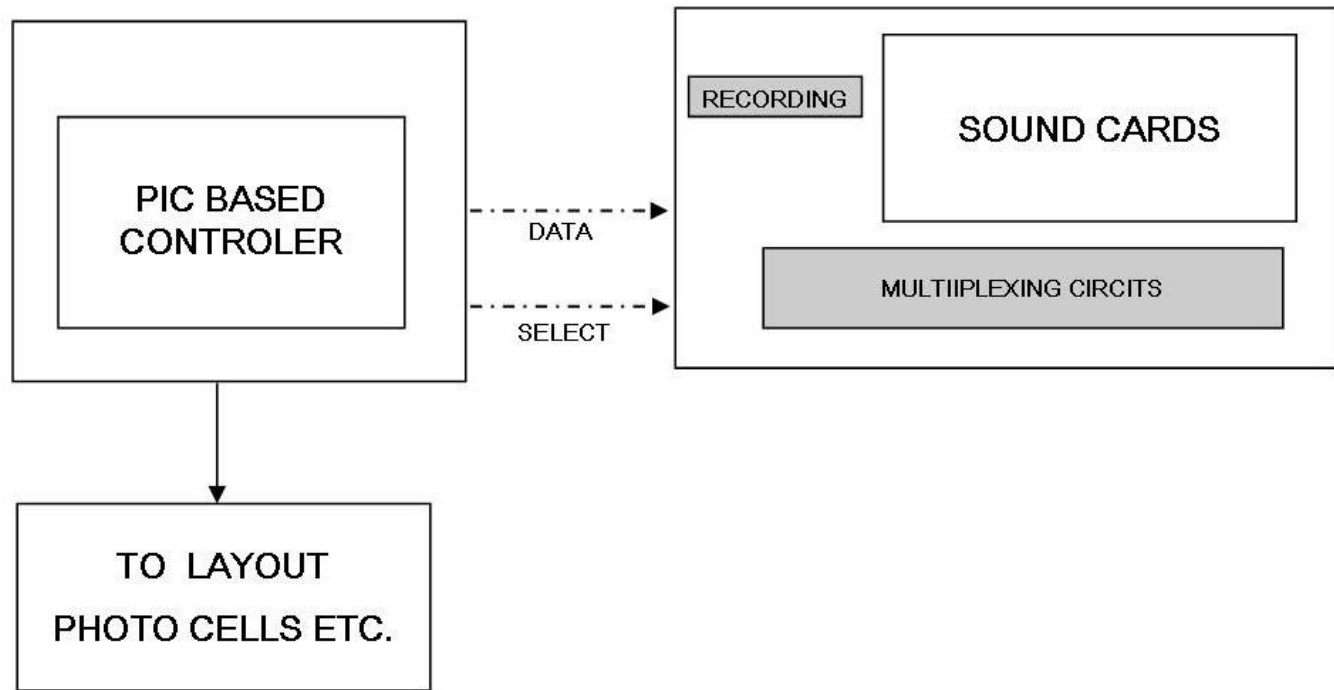 RECORDING
SOUND CARDS
PIC BASED
CONTROLER
DATA
MULTIIPLEXING CIRCITS
SELECT
TO LAYOUT
PHOTO CELLS ETC.